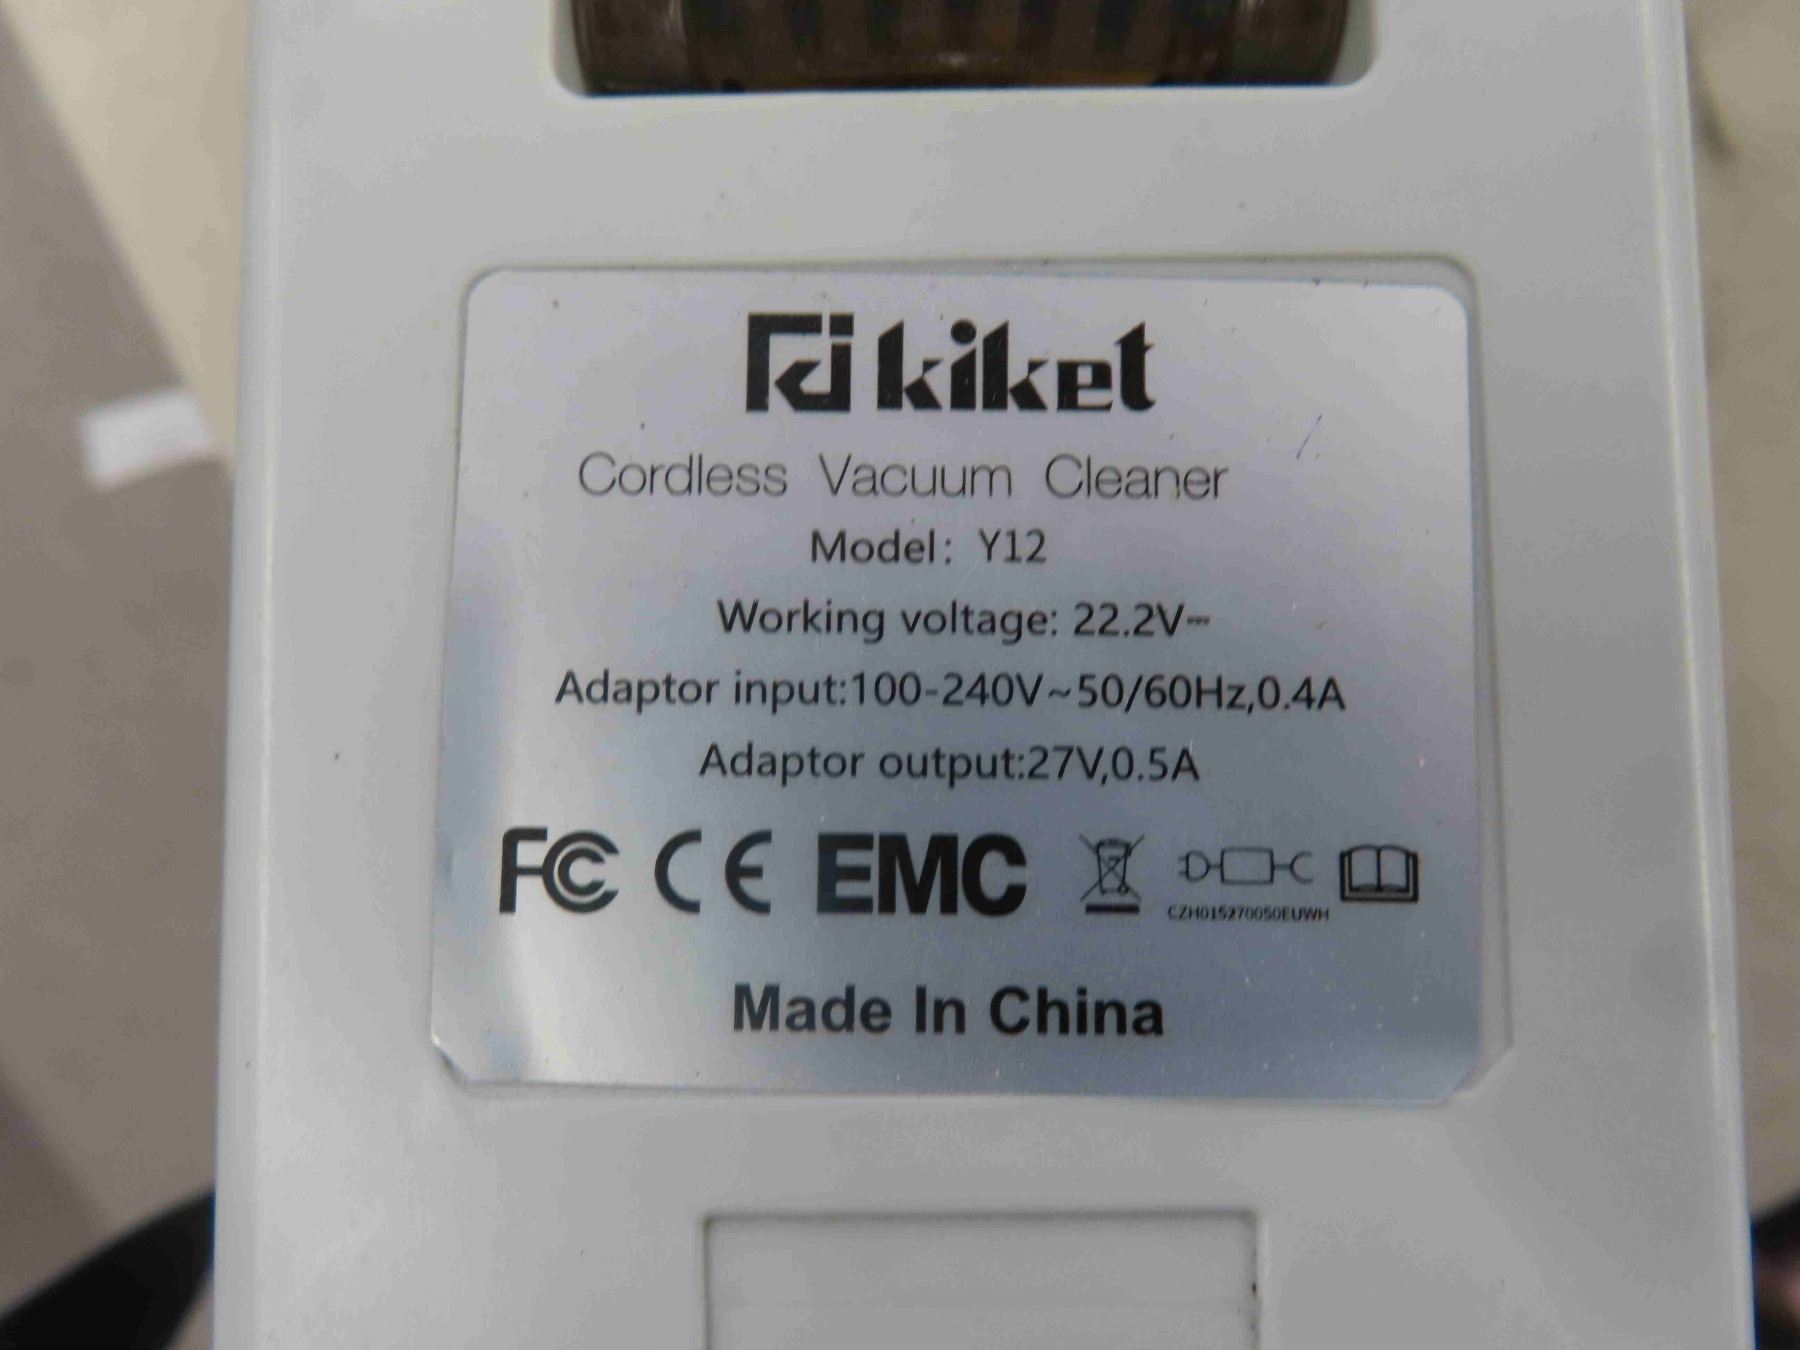 kiket
Cordless Vacuum Cleaner
Model: Y12
Working voltage: 22.2V⎓
Adaptor input:100-240V~50/60Hz,0.4A
Adaptor output:27V,0.5A
FC CE EMC
CZH015270050EUWH
Made In China